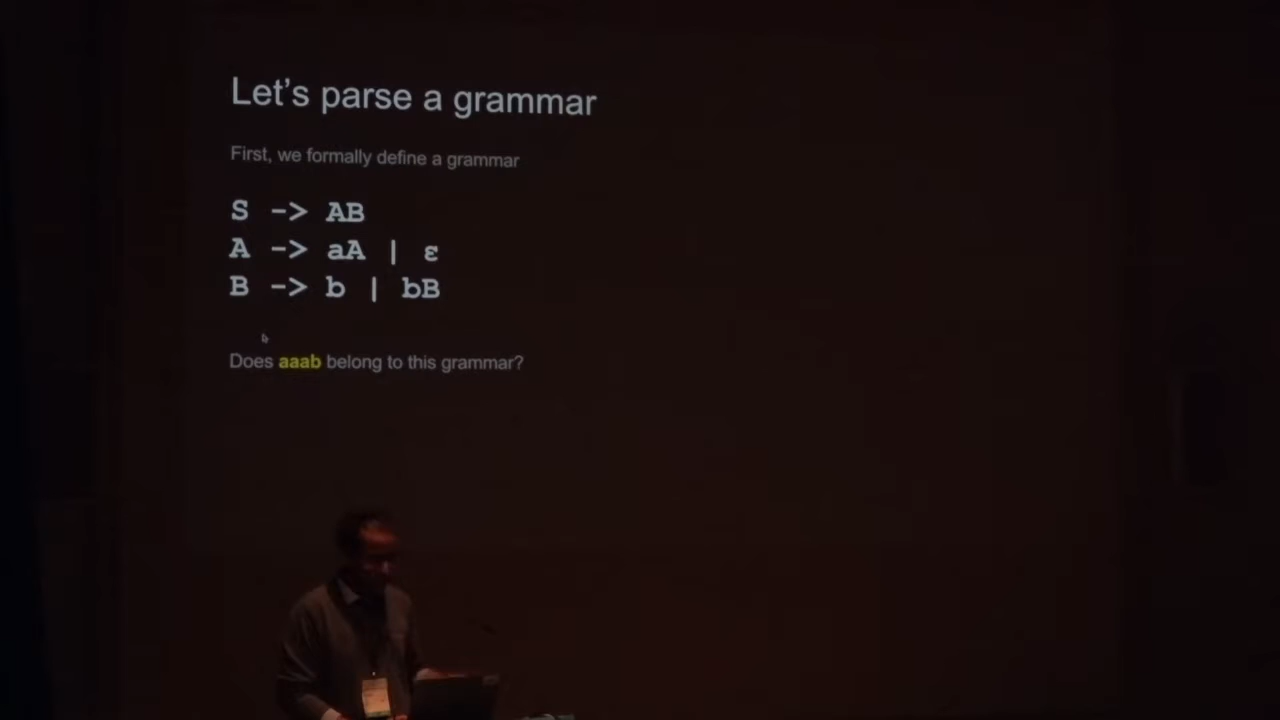 Let's parse a grammar
First, we formally define a grammar
S -> AB
A -> aA | ε
B -> b | bB
Does aaab belong to this grammar?